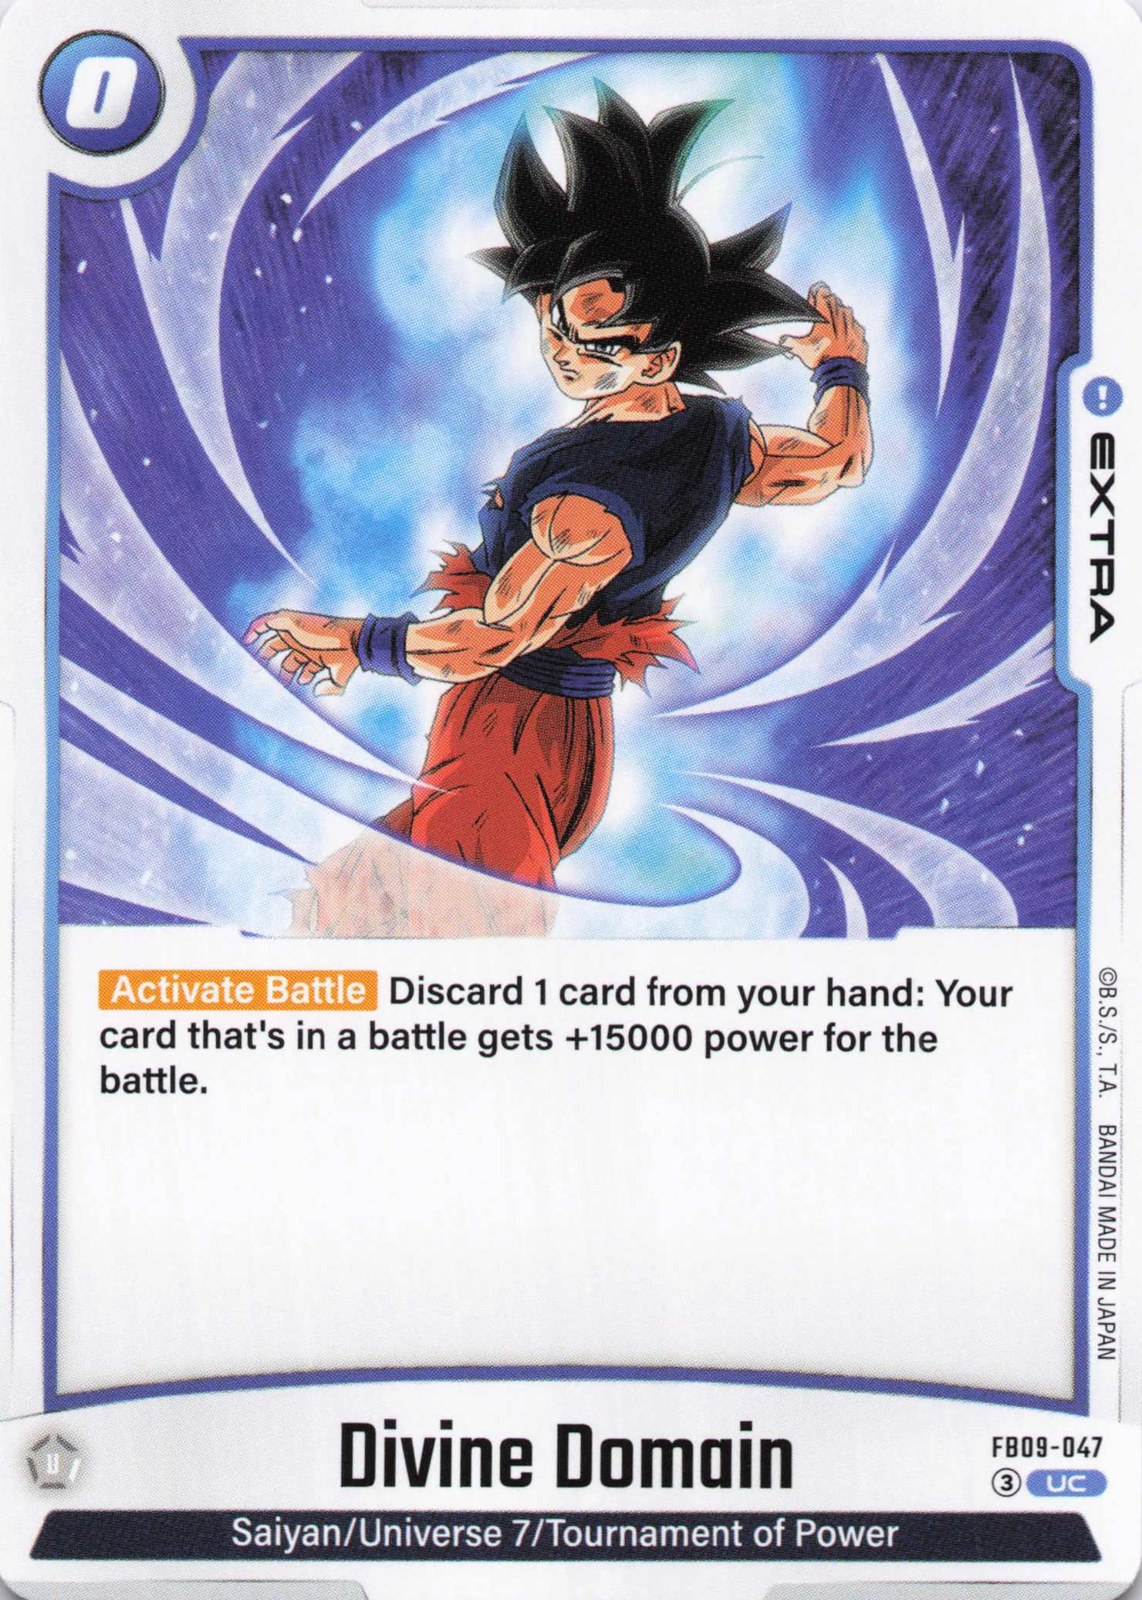 0
! EXTRA
Activate Battle Discard 1 card from your hand: Your
card that's in a battle gets +15000 power for the
battle.
©B.S./S., T.A. BANDAI MADE IN JAPAN
Divine Domain
FB09-047
3 UC
Saiyan/Universe 7/Tournament of Power